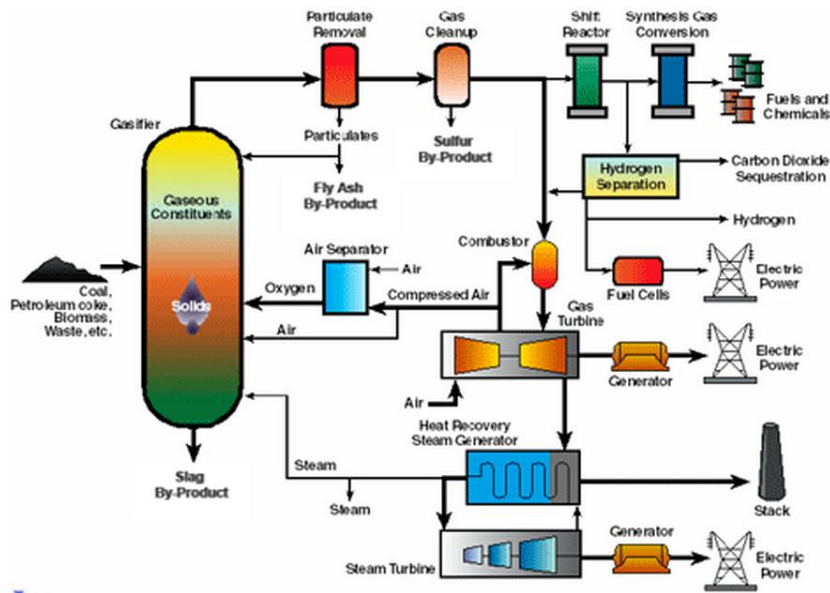 Particulate
Removal
Gas
Cleanup
Shift
Reactor
Synthesis Gas
Conversion
Gasifier
Particulates
Sulfur
By-Product
Fuels and
Chemicals
Fly Ash
By-Product
Gaseous
Constituents
Hydrogen
Separation
Carbon Dioxide
Sequestration
Hydrogen
Combustor
Air Separator
Air
Oxygen
Compressed Air
Fuel Cells
Electric
Power
Coal,
Petroleum coke,
Biomass,
Waste, etc.
Solids
Air
Gas
Turbine
Generator
Electric
Power
Air
Heat Recovery
Steam Generator
Steam
Steam
Slag
By-Product
Stack
Steam Turbine
Generator
Electric
Power